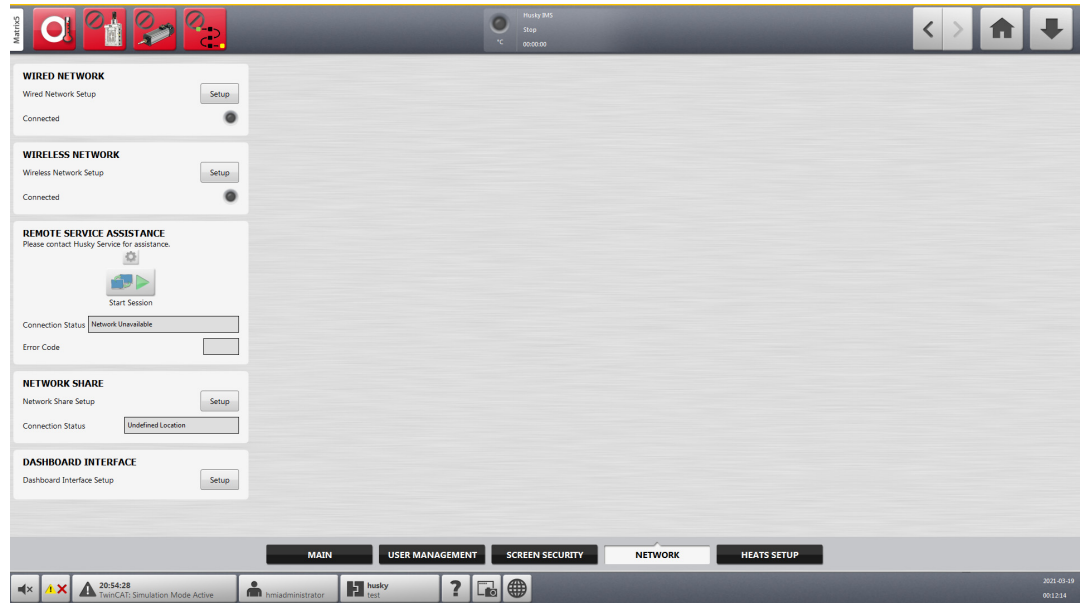 Matrix5
Husky IMS
Stop
°C
00:00:00
WIRED NETWORK
Wired Network Setup
Setup
Connected
WIRELESS NETWORK
Wireless Network Setup
Setup
Connected
REMOTE SERVICE ASSISTANCE
Please contact Husky Service for assistance.
Start Session
Connection Status
Network Unavailable
Error Code
NETWORK SHARE
Network Share Setup
Setup
Connection Status
Undefined Location
DASHBOARD INTERFACE
Dashboard Interface Setup
Setup
MAIN
USER MANAGEMENT
SCREEN SECURITY
NETWORK
HEATS SETUP
20:54:28
TwinCAT: Simulation Mode Active
hmiadministrator
husky
test
?
2021-03-19
00:12:14